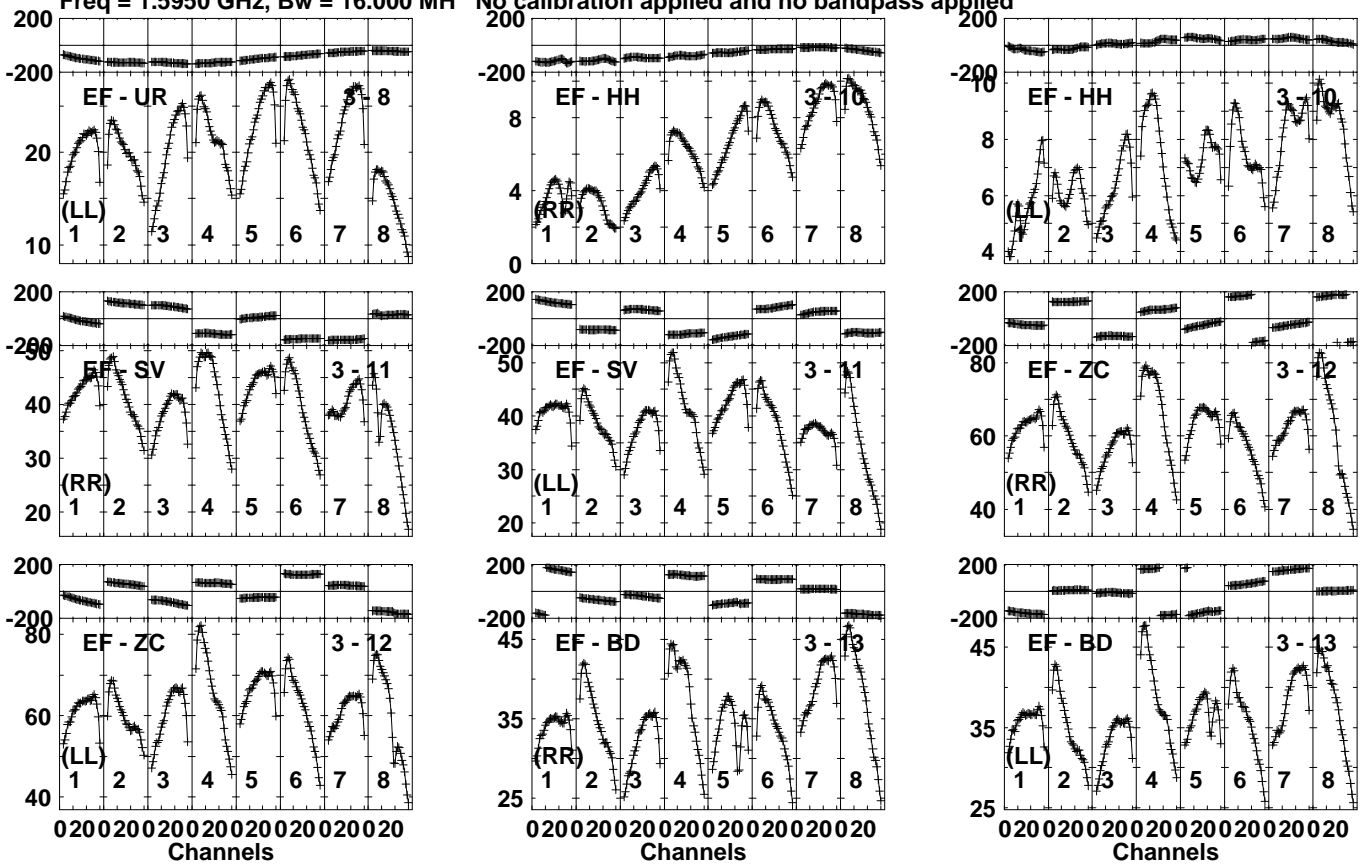 Freq = 1.5950 GHz, Bw = 16.000 MH No calibration applied and no bandpass applied
200 200 200
-200 -200 -200
EF - UR 3 - 8 EF - HH 3 - 10 EF - HH 3 - 10
10
8 8
20
6
4
(LL) (RR) (LL)
1 2 3 4 5 6 7 8 1 2 3 4 5 6 7 8 1 2 3 4 5 6 7 8
10 0 4
200 200 200
-200 -200 -200
90 50 80
EF - SV 3 - 11 EF - SV 3 - 11 EF - ZC 3 - 12
40 40 60
30 30
(RR) (LL) (RR)
1 2 3 4 5 6 7 8 1 2 3 4 5 6 7 8 1 2 3 4 5 6 7 8
20 20 40
200 200 200
-200 -200 -200
80 45 45
EF - ZC 3 - 12 EF - BD 3 - 13 EF - BD 3 - 13
60 35 35
(LL) (RR) (LL)
1 2 3 4 5 6 7 8 1 2 3 4 5 6 7 8 1 2 3 4 5 6 7 8
40 25 25
0 20 0 20 0 20 0 20 0 20 0 20 0 20 0 20 0 20 0 20 0 20 0 20 0 20 0 20 0 20 0 20 0 20 0 20 0 20 0 20 0 20 0 20 0 20 0 20
Channels Channels Channels